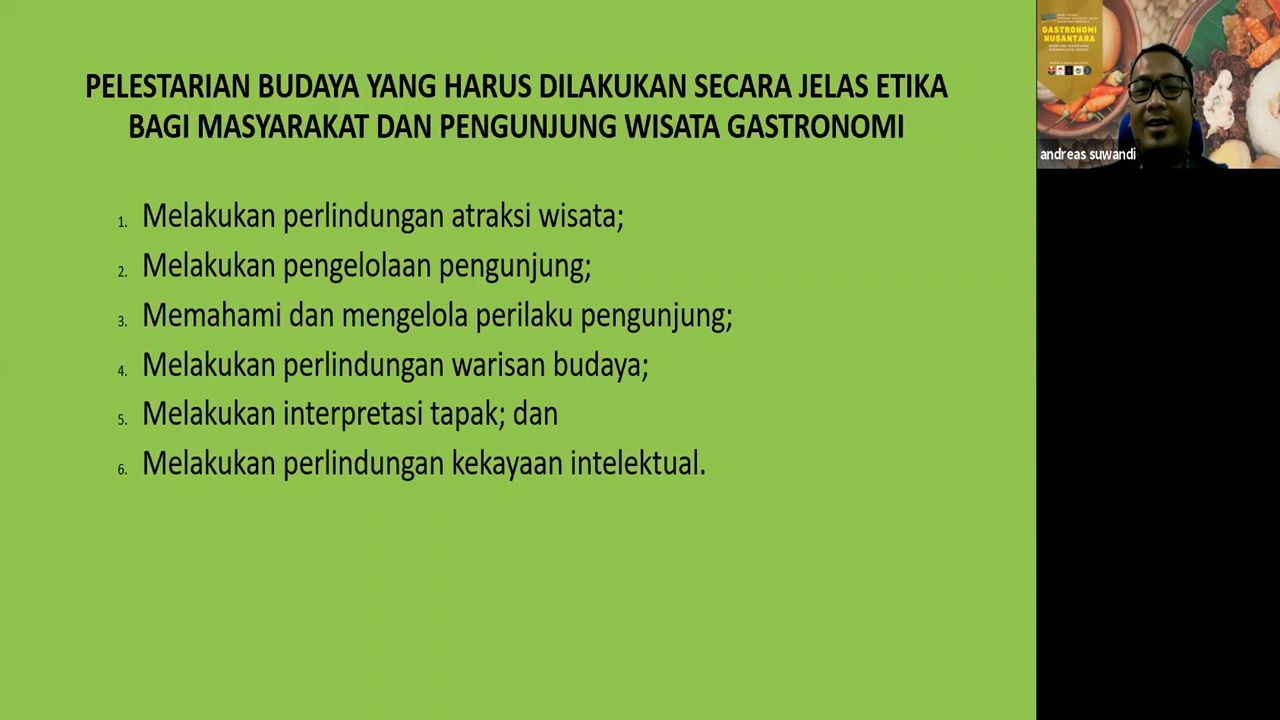 PELESTARIAN BUDAYA YANG HARUS DILAKUKAN SECARA JELAS ETIKA
BAGI MASYARAKAT DAN PENGUNJUNG WISATA GASTRONOMI
1. Melakukan perlindungan atraksi wisata;
2. Melakukan pengelolaan pengunjung;
3. Memahami dan mengelola perilaku pengunjung;
4. Melakukan perlindungan warisan budaya;
5. Melakukan interpretasi tapak; dan
6. Melakukan perlindungan kekayaan intelektual.
GASTRONOMI
NUSANTARA
andreas suwandi